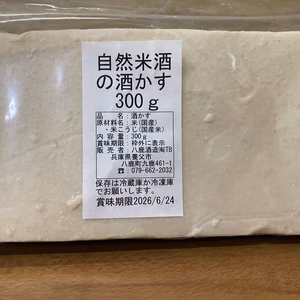 自然米酒
の酒かす
300g
品名:酒かす
原材料名:米(国産)
・米こうじ(国産米)
内容量:300g
賞味期限:枠外に表示
販売者:八鹿酒造㈲TB
兵庫県養父市
八鹿町九鹿461-1
☎:079-662-2032
保存は冷蔵庫か冷凍庫
でお願いします。
賞味期限2026/6/24